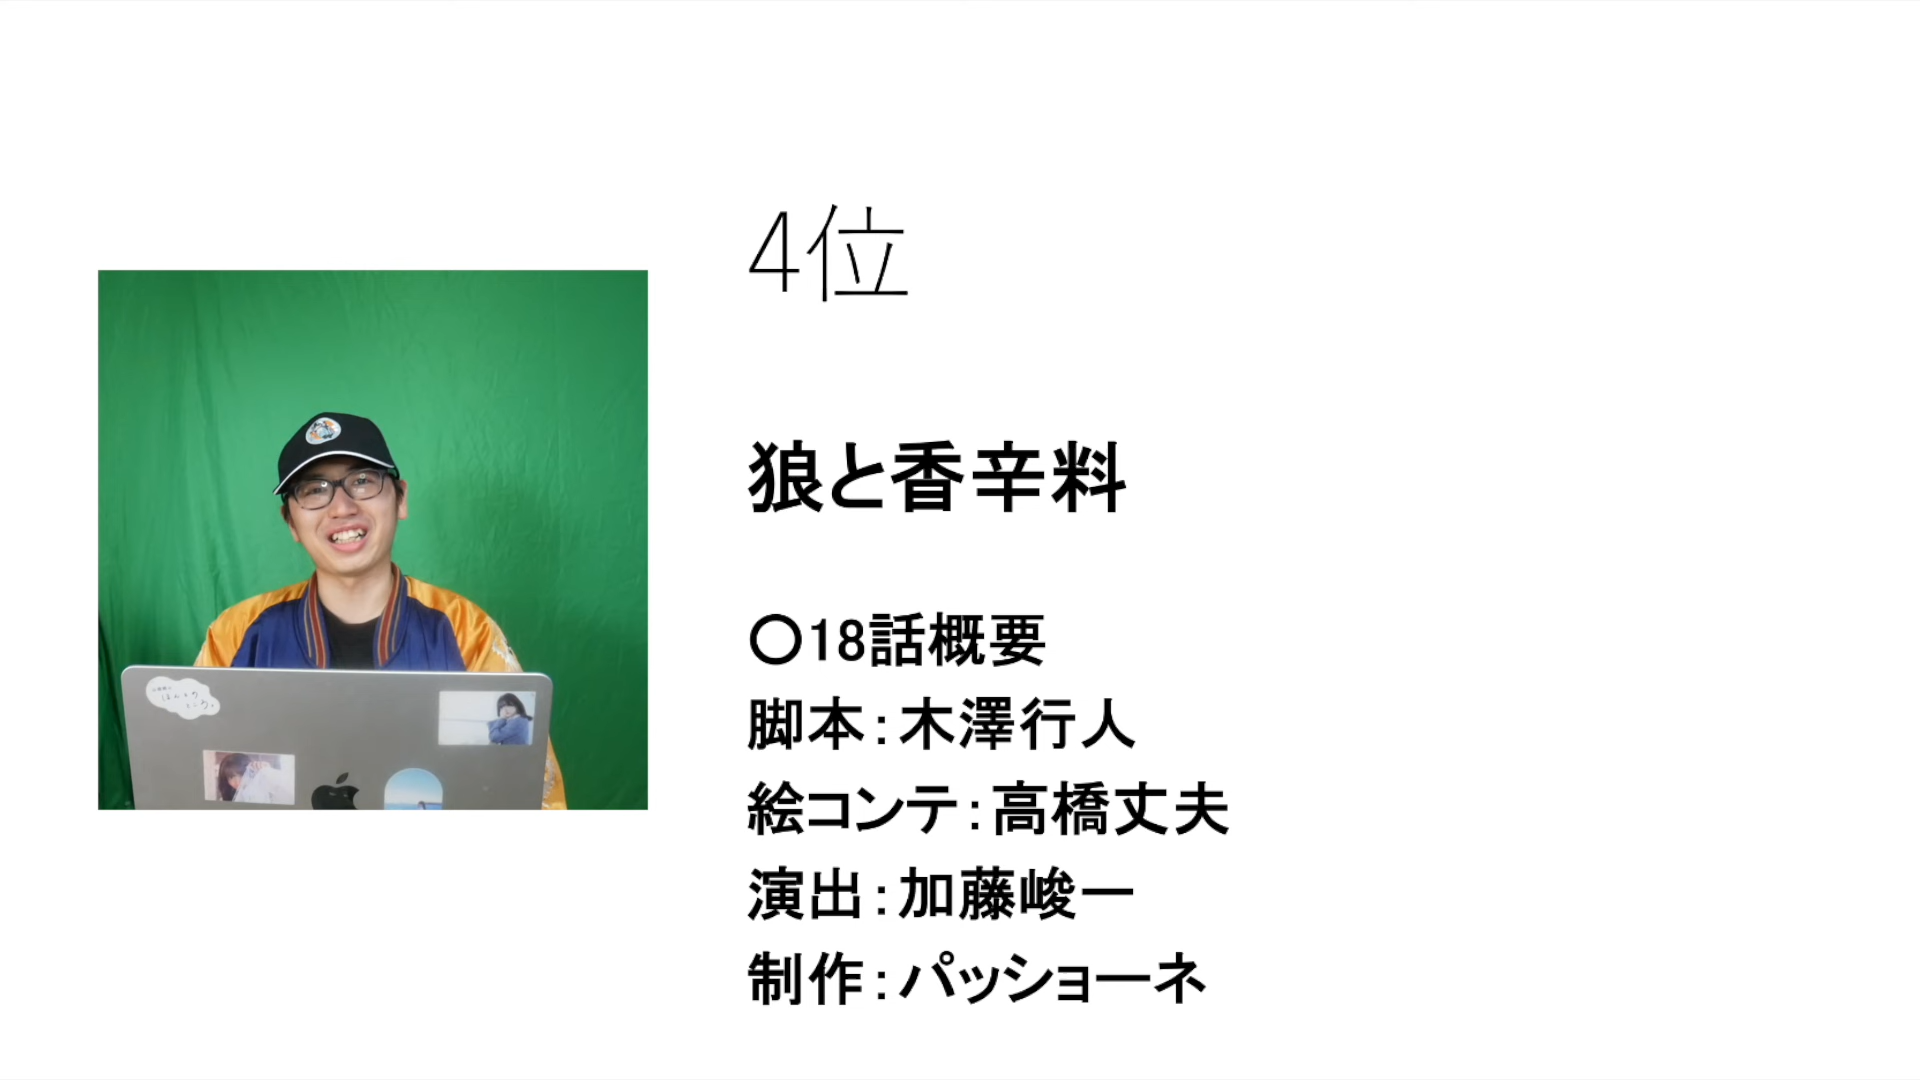 4位
狼と香辛料
〇18話概要
脚本：木澤行人
絵コンテ：高橋丈夫
演出：加藤峻一
制作：パッショーネ